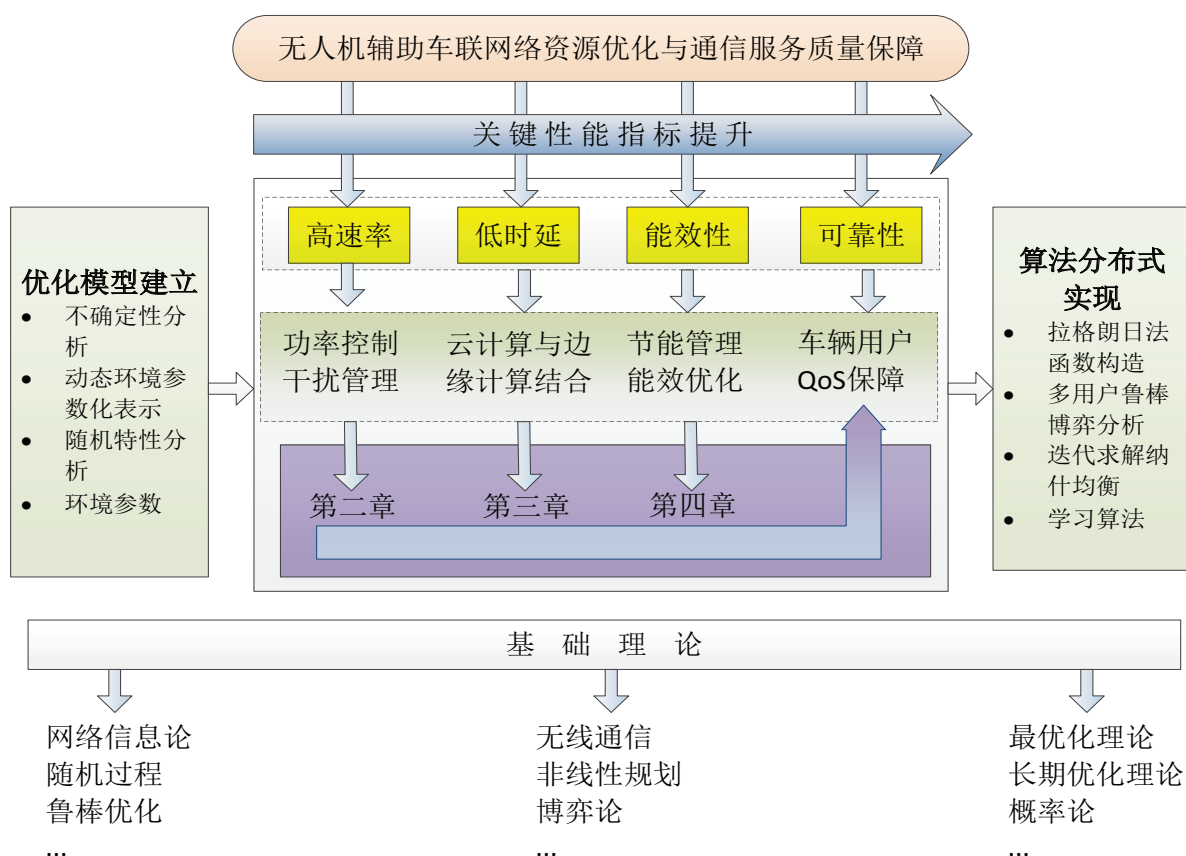 无人机辅助车联网络资源优化与通信服务质量保障
关键性能指标提升
高速率
低时延
能效性
可靠性
优化模型建立
• 不确定性分
析
• 动态环境参
数化表示
• 随机特性分
析
• 环境参数
功率控制
干扰管理
云计算与边
缘计算结合
节能管理
能效优化
车辆用户
QoS保障
第二章
第三章
第四章
算法分布式
实现
• 拉格朗日法
函数构造
• 多用户鲁棒
博弈分析
• 迭代求解纳
什均衡
• 学习算法
基础理论
网络信息论
随机过程
鲁棒优化
...
无线通信
非线性规划
博弈论
...
最优化理论
长期优化理论
概率论
...